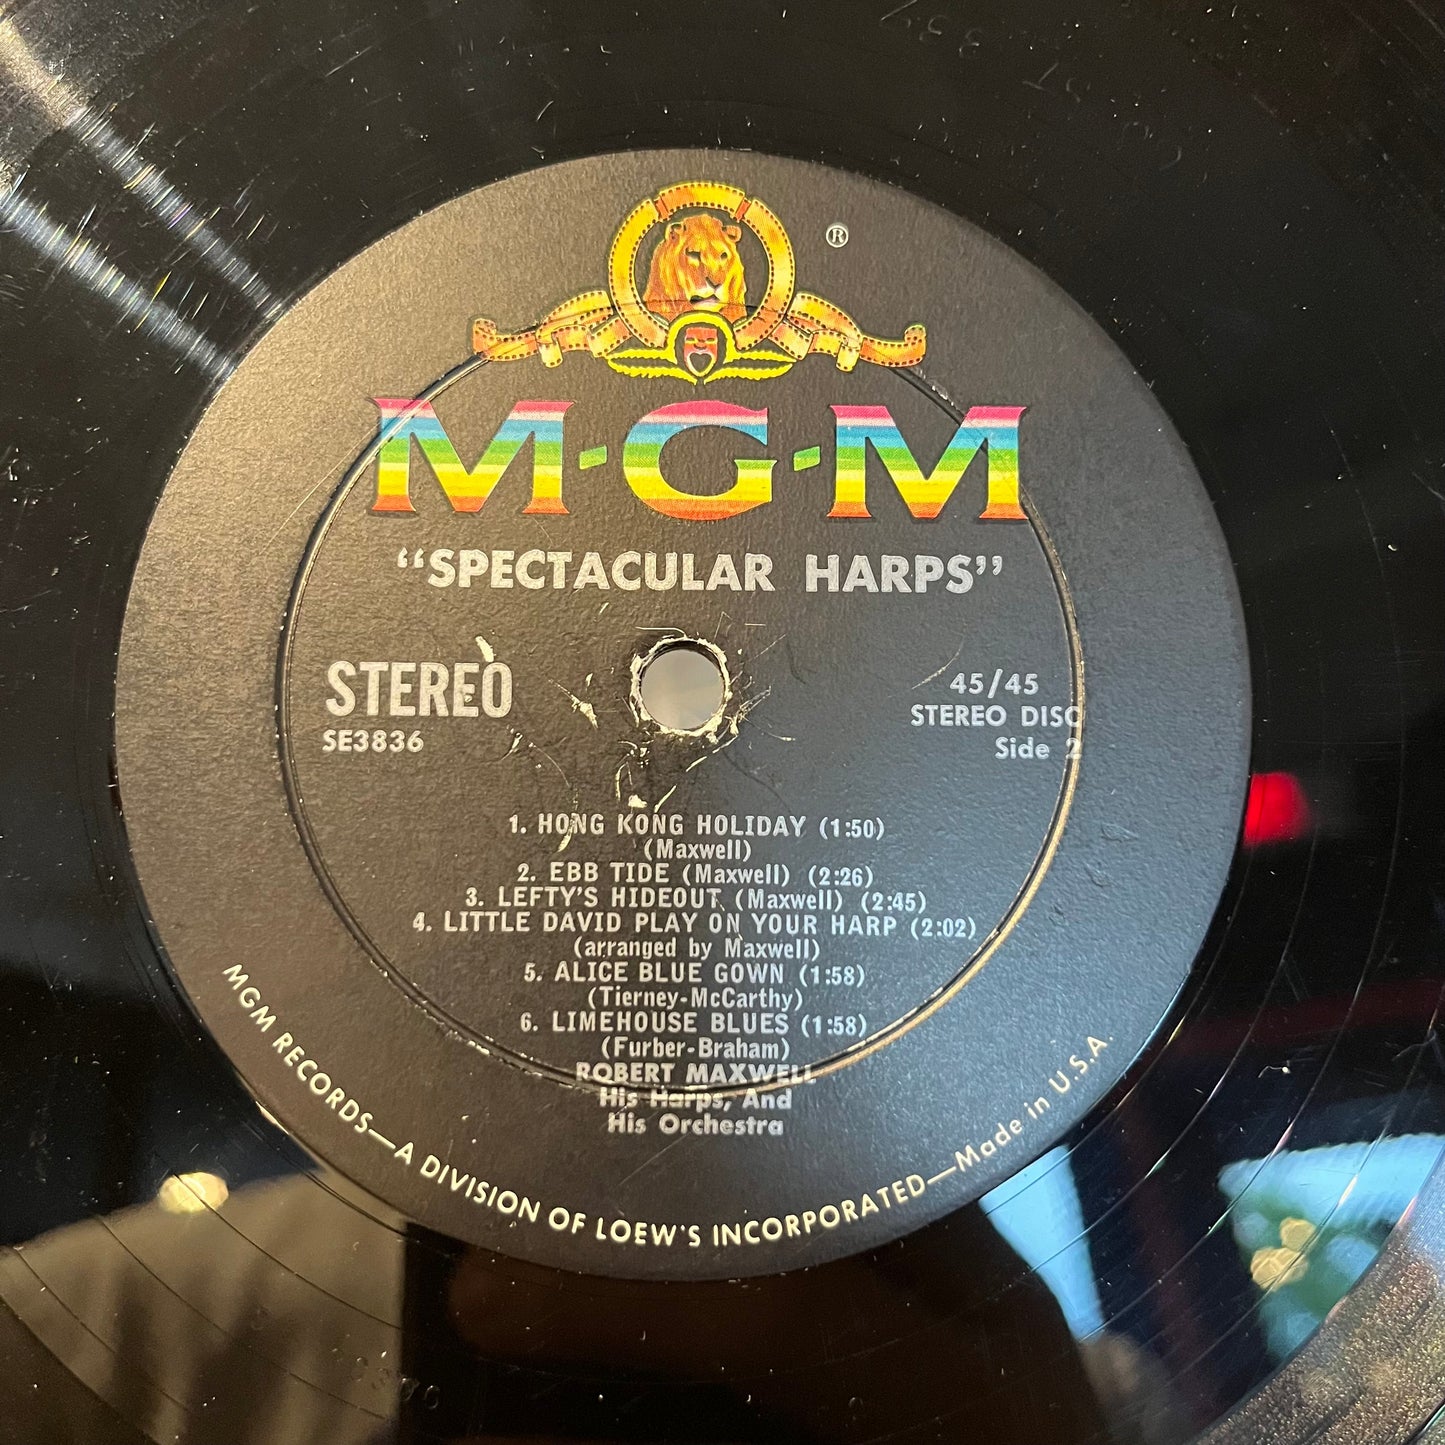 ®
M·G·M
“SPECTACULAR HARPS”
STEREO
SE3836
45/45
STEREO DISC
Side 2
1. HONG KONG HOLIDAY (1:50)
(Maxwell)
2. EBB TIDE (Maxwell) (2:26)
3. LEFTY'S HIDEOUT (Maxwell) (2:45)
4. LITTLE DAVID PLAY ON YOUR HARP (2:02)
(arranged by Maxwell)
5. ALICE BLUE GOWN (1:58)
(Tierney-McCarthy)
6. LIMEHOUSE BLUES (1:58)
(Furber-Braham)
ROBERT MAXWELL
His Harps, And
His Orchestra
MGM RECORDS—A DIVISION OF LOEW'S INCORPORATED—Made in U.S.A.